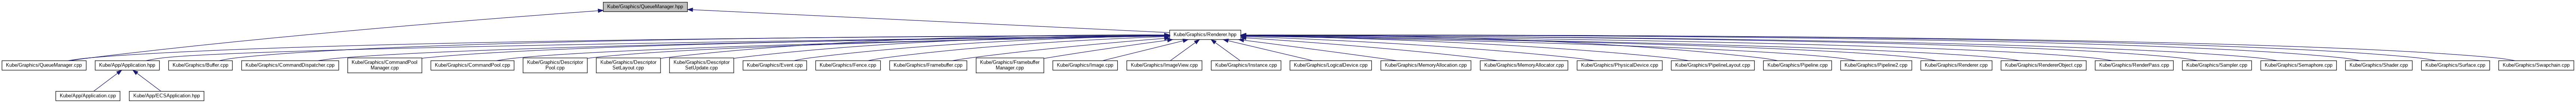 Kube/Graphics/QueueManager.hpp
Kube/Graphics/Renderer.hpp
Kube/Graphics/QueueManager.cpp
Kube/App/Application.hpp
Kube/Graphics/Buffer.cpp
Kube/Graphics/CommandDispatcher.cpp
Kube/Graphics/CommandPool
Manager.cpp
Kube/Graphics/CommandPool.cpp
Kube/Graphics/Descriptor
Pool.cpp
Kube/Graphics/Descriptor
SetLayout.cpp
Kube/Graphics/Descriptor
SetUpdate.cpp
Kube/Graphics/Event.cpp
Kube/Graphics/Fence.cpp
Kube/Graphics/Framebuffer.cpp
Kube/Graphics/Framebuffer
Manager.cpp
Kube/Graphics/Image.cpp
Kube/Graphics/ImageView.cpp
Kube/Graphics/Instance.cpp
Kube/Graphics/LogicalDevice.cpp
Kube/Graphics/MemoryAllocation.cpp
Kube/Graphics/MemoryAllocator.cpp
Kube/Graphics/PhysicalDevice.cpp
Kube/Graphics/PipelineLayout.cpp
Kube/Graphics/Pipeline.cpp
Kube/Graphics/Pipeline2.cpp
Kube/Graphics/Renderer.cpp
Kube/Graphics/RendererObject.cpp
Kube/Graphics/RenderPass.cpp
Kube/Graphics/Sampler.cpp
Kube/Graphics/Semaphore.cpp
Kube/Graphics/Shader.cpp
Kube/Graphics/Surface.cpp
Kube/Graphics/Swapchain.cpp
Kube/App/Application.cpp
Kube/App/ECSApplication.hpp